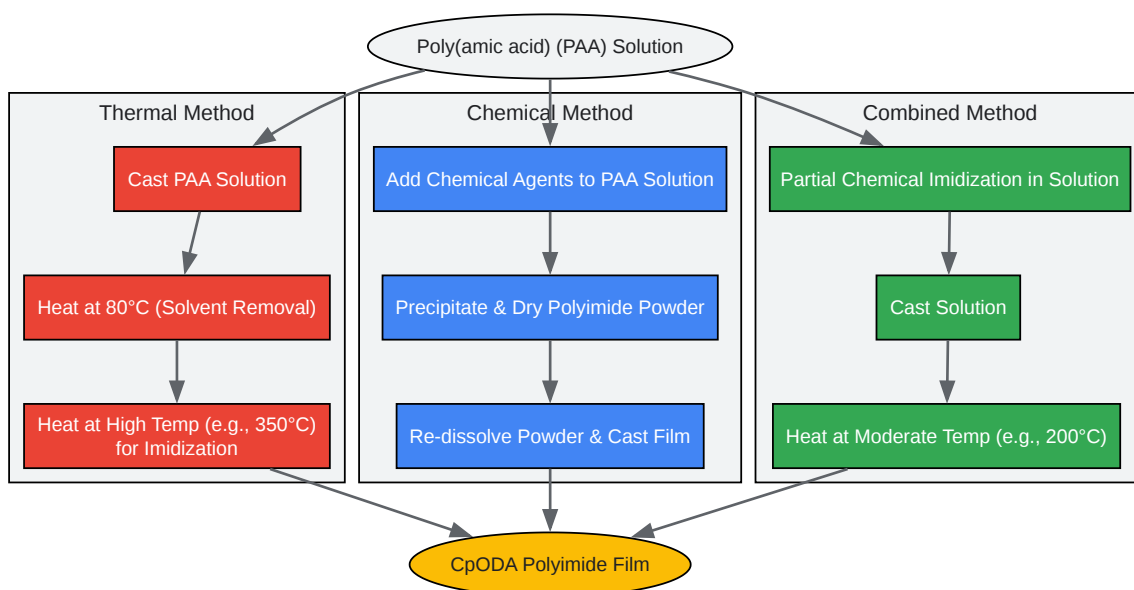 Poly(amic acid) (PAA) Solution
Thermal Method
Chemical Method
Combined Method
Cast PAA Solution
Add Chemical Agents to PAA Solution
Partial Chemical Imidization in Solution
Heat at 80°C (Solvent Removal)
Precipitate & Dry Polyimide Powder
Cast Solution
Heat at High Temp (e.g., 350°C)
for Imidization
Re-dissolve Powder & Cast Film
Heat at Moderate Temp (e.g., 200°C)
CpODA Polyimide Film